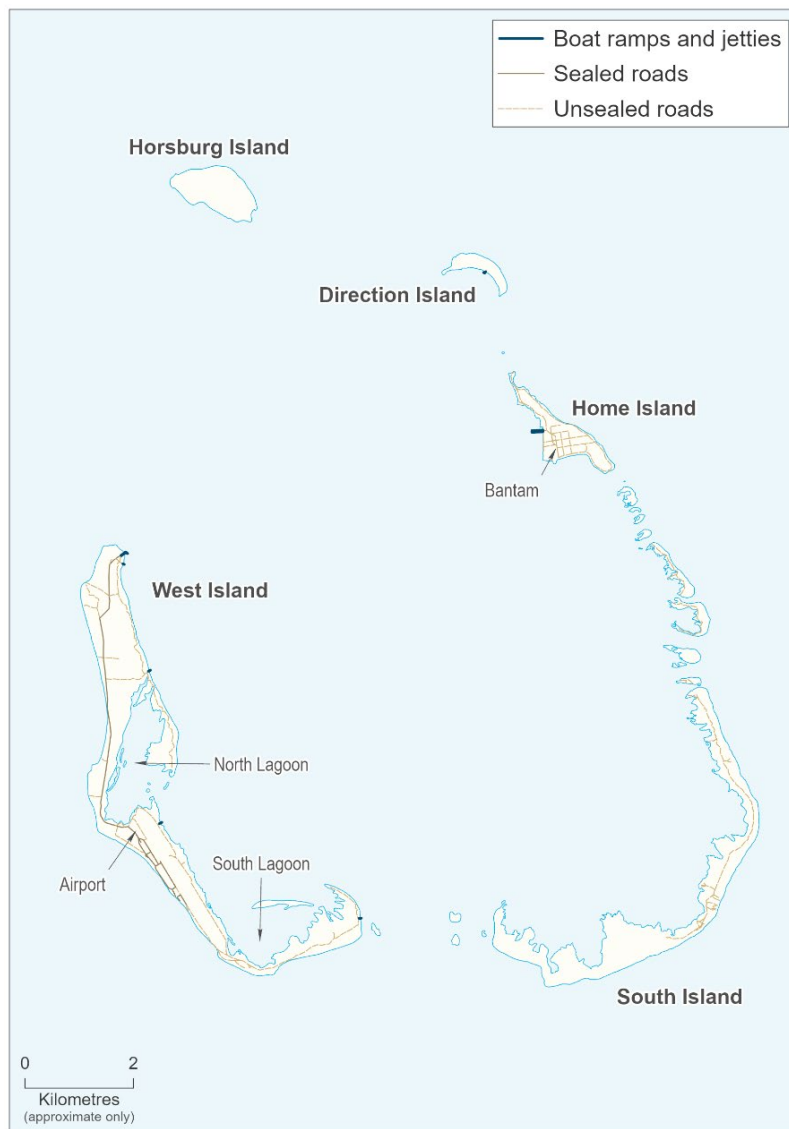 Boat ramps and jetties
Sealed roads
Unsealed roads
Horsburg Island
Direction Island
Home Island
Bantam
West Island
North Lagoon
South Lagoon
Airport
South Island
0 2
Kilometres
(approximate only)